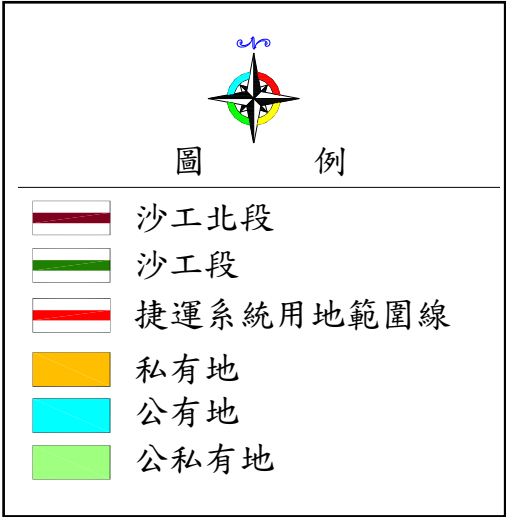 N
圖 例
沙工北段
沙工段
捷運系統用地範圍線
私有地
公有地
公私有地